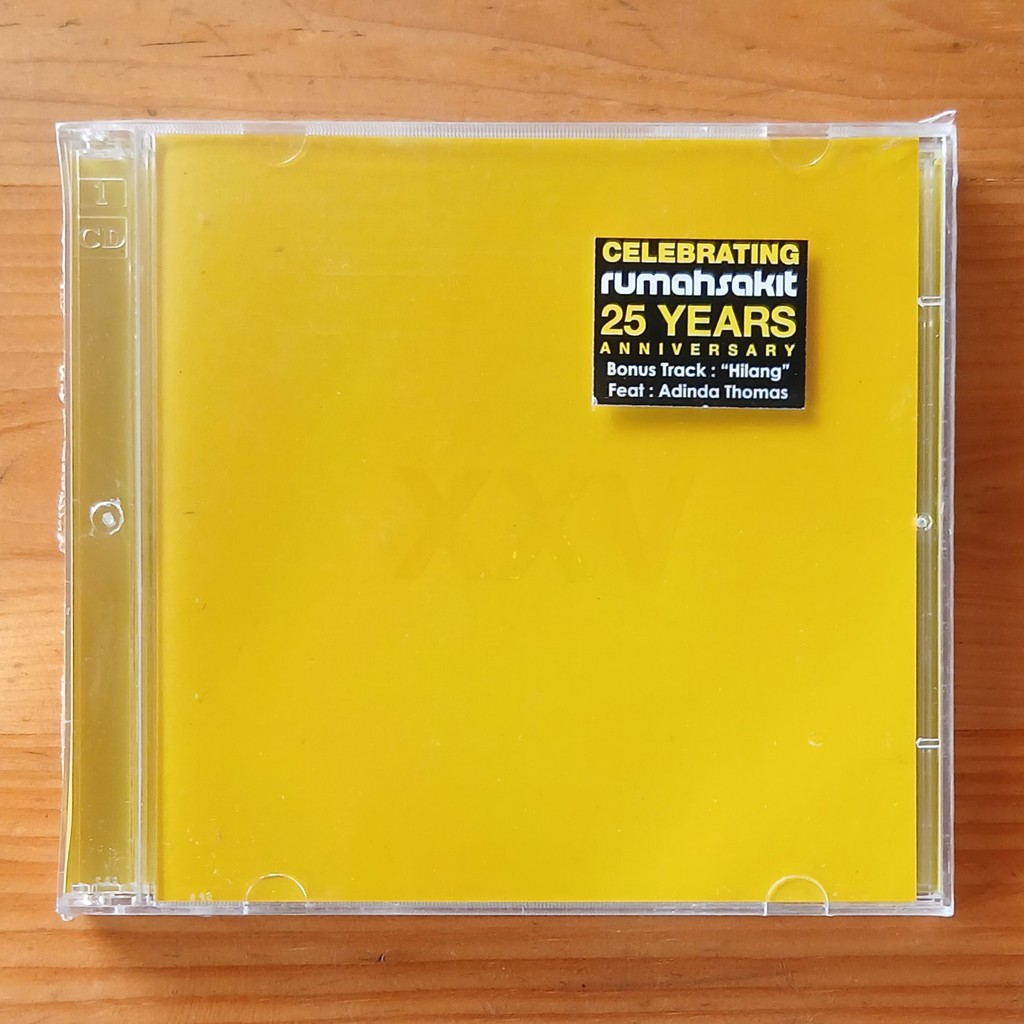 1
CD
CELEBRATING
rumahsakit
25 YEARS
ANNIVERSARY
Bonus Track : “Hilang”
Feat : Adinda Thomas
XXV